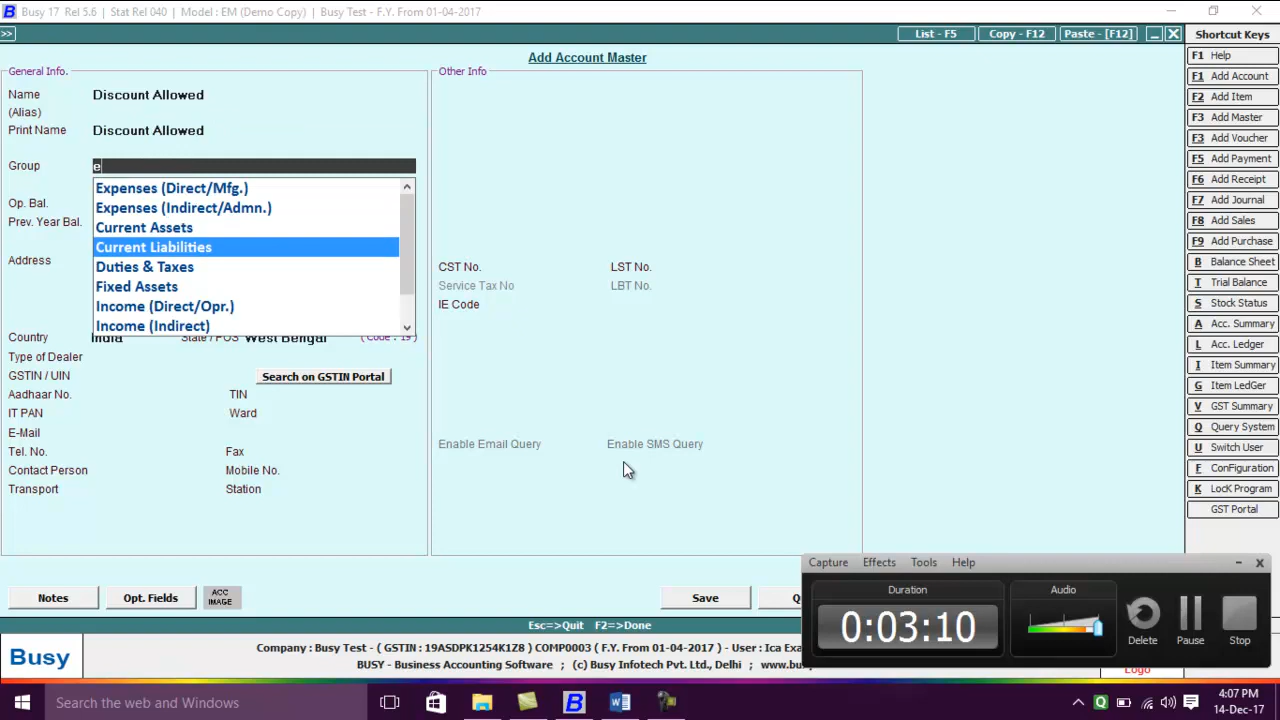 Busy 17 Rel 5.6 | Stat Rel 040 | Model : EM (Demo Copy) | Busy Test - F.Y. From 01-04-2017
>> List - F5 Copy - F12 Paste - [F12] Shortcut Keys
Add Account Master
General Info.
Name Discount Allowed
(Alias)
Print Name Discount Allowed
Group e
Expenses (Direct/Mfg.)
Expenses (Indirect/Admn.)
Current Assets
Current Liabilities
Duties & Taxes
Fixed Assets
Income (Direct/Opr.)
Income (Indirect)
Op. Bal.
Prev. Year Bal.
Address
Country India State / POS West Bengal ( Code : 19 )
Type of Dealer
GSTIN / UIN Search on GSTIN Portal
Aadhaar No. TIN
IT PAN Ward
E-Mail
Tel. No. Fax
Contact Person Mobile No.
Transport Station
Other Info
CST No. LST No.
Service Tax No LBT No.
IE Code
Enable Email Query Enable SMS Query
F1 Help
F1 Add Account
F2 Add Item
F3 Add Master
F3 Add Voucher
F5 Add Payment
F6 Add Receipt
F7 Add Journal
F8 Add Sales
F9 Add Purchase
B Balance Sheet
T Trial Balance
S Stock Status
A Acc. Summary
L Acc. Ledger
I Item Summary
G Item LedGer
V GST Summary
Q Query System
U Switch User
F ConFiguration
K LocK Program
GST Portal
Notes Opt. Fields ACC IMAGE Save Q
Esc=>Quit F2=>Done
Capture Effects Tools Help
Duration Audio
0:03:10
Delete Pause Stop
Busy
Company : Busy Test - ( GSTIN : 19ASDPK1254K1Z8 ) COMP0003 ( F.Y. From 01-04-2017 ) - User : Ica Exa
BUSY - Business Accounting Software ; (c) Busy Infotech Pvt. Ltd., Delhi ; www.bu
Logo
Search the web and Windows
4:07 PM
14-Dec-17